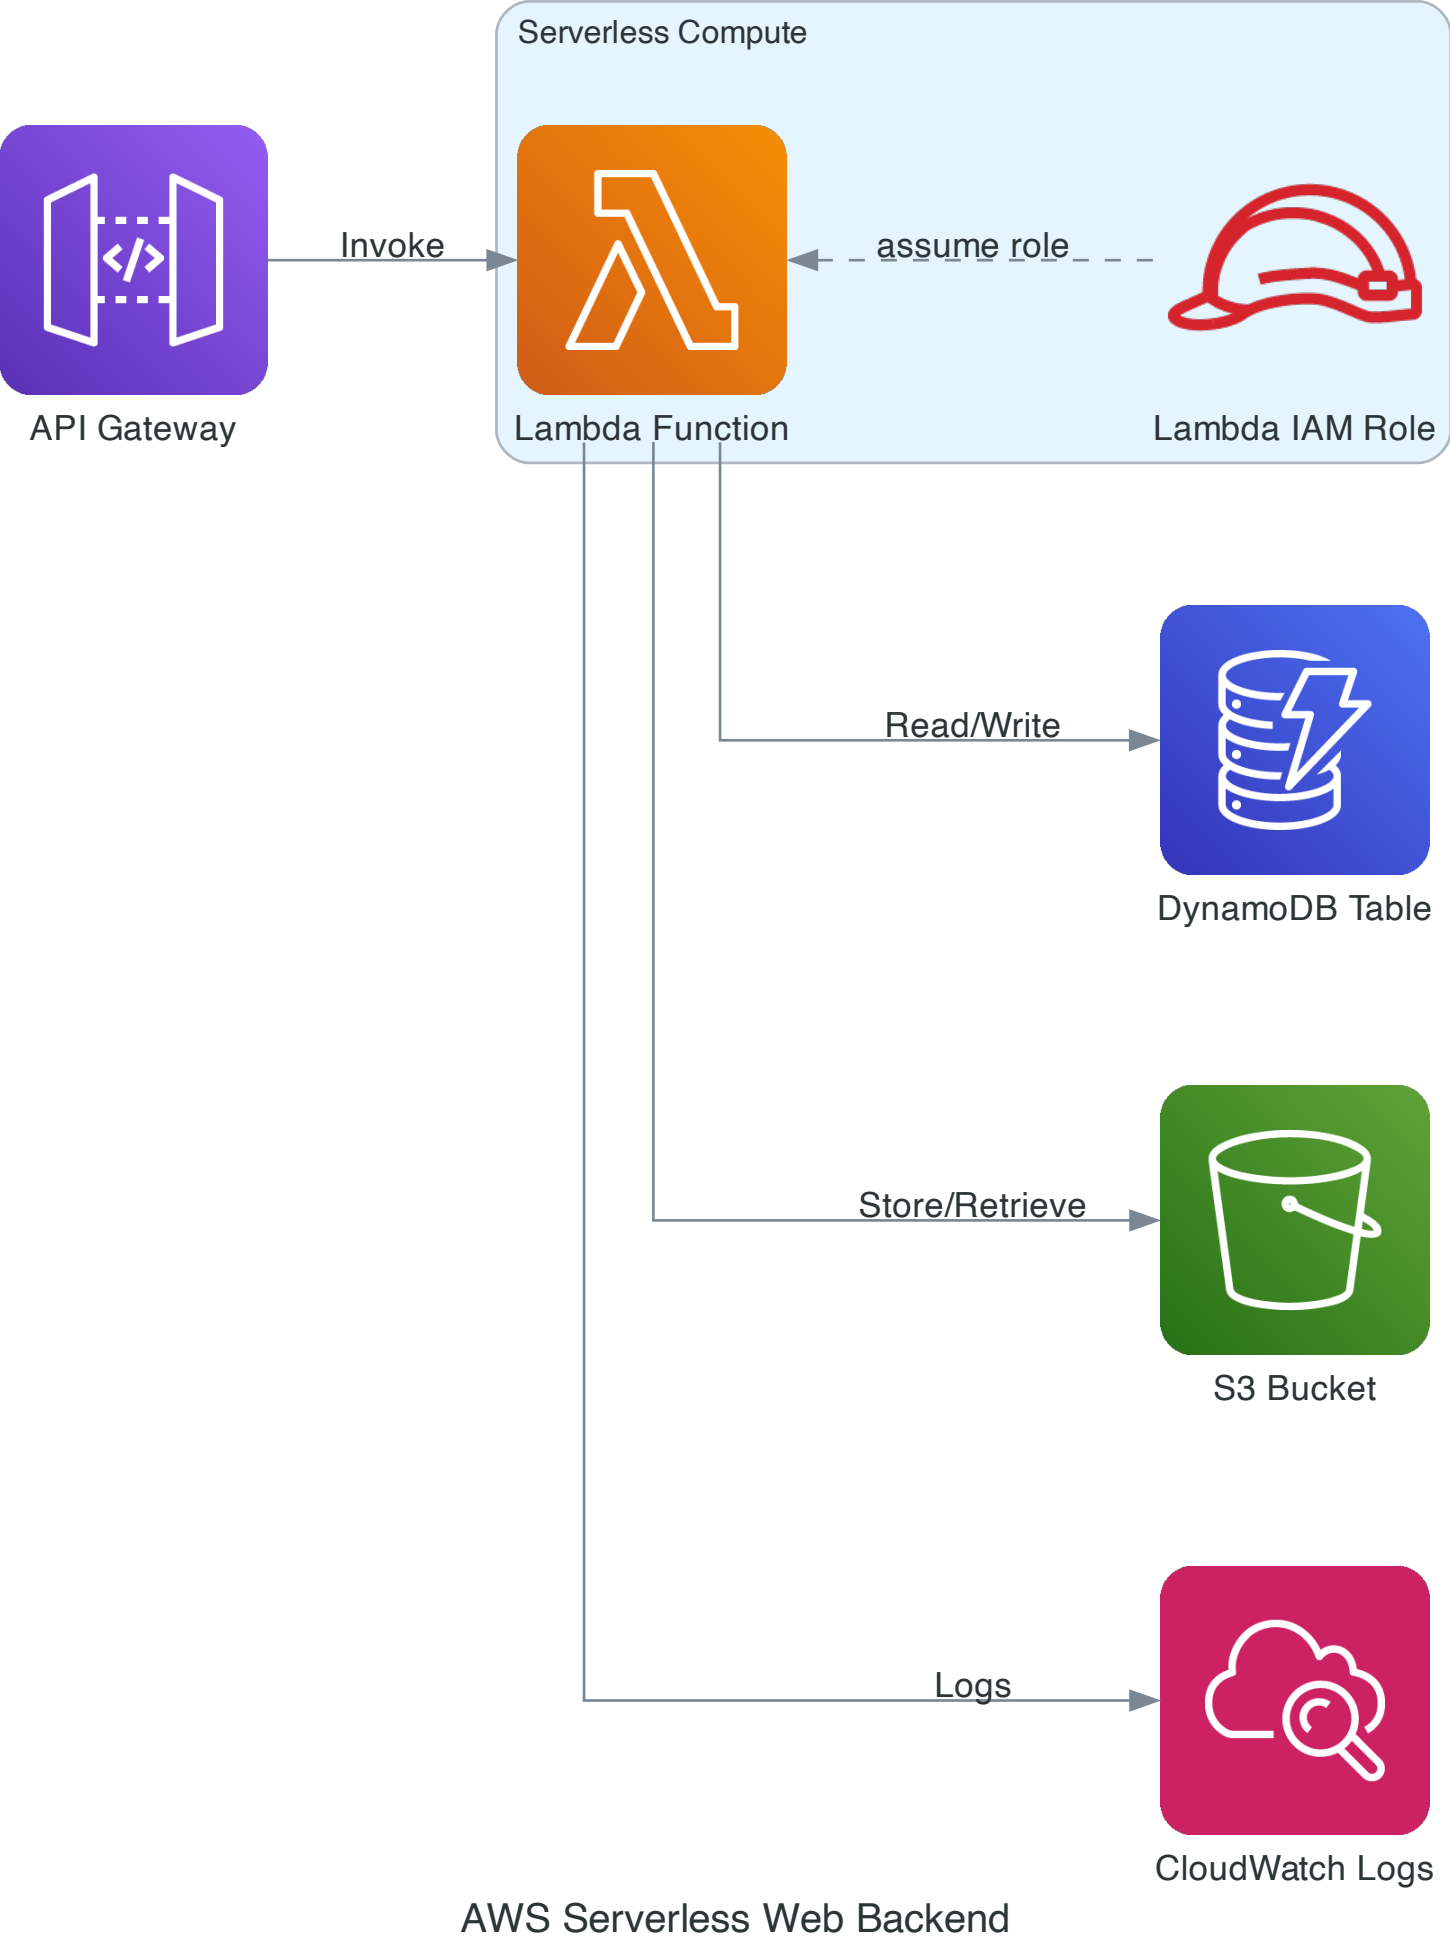 Serverless Compute
Invoke
assume role
API Gateway
Lambda Function
Lambda IAM Role
Read/Write
DynamoDB Table
Store/Retrieve
S3 Bucket
Logs
CloudWatch Logs
AWS Serverless Web Backend